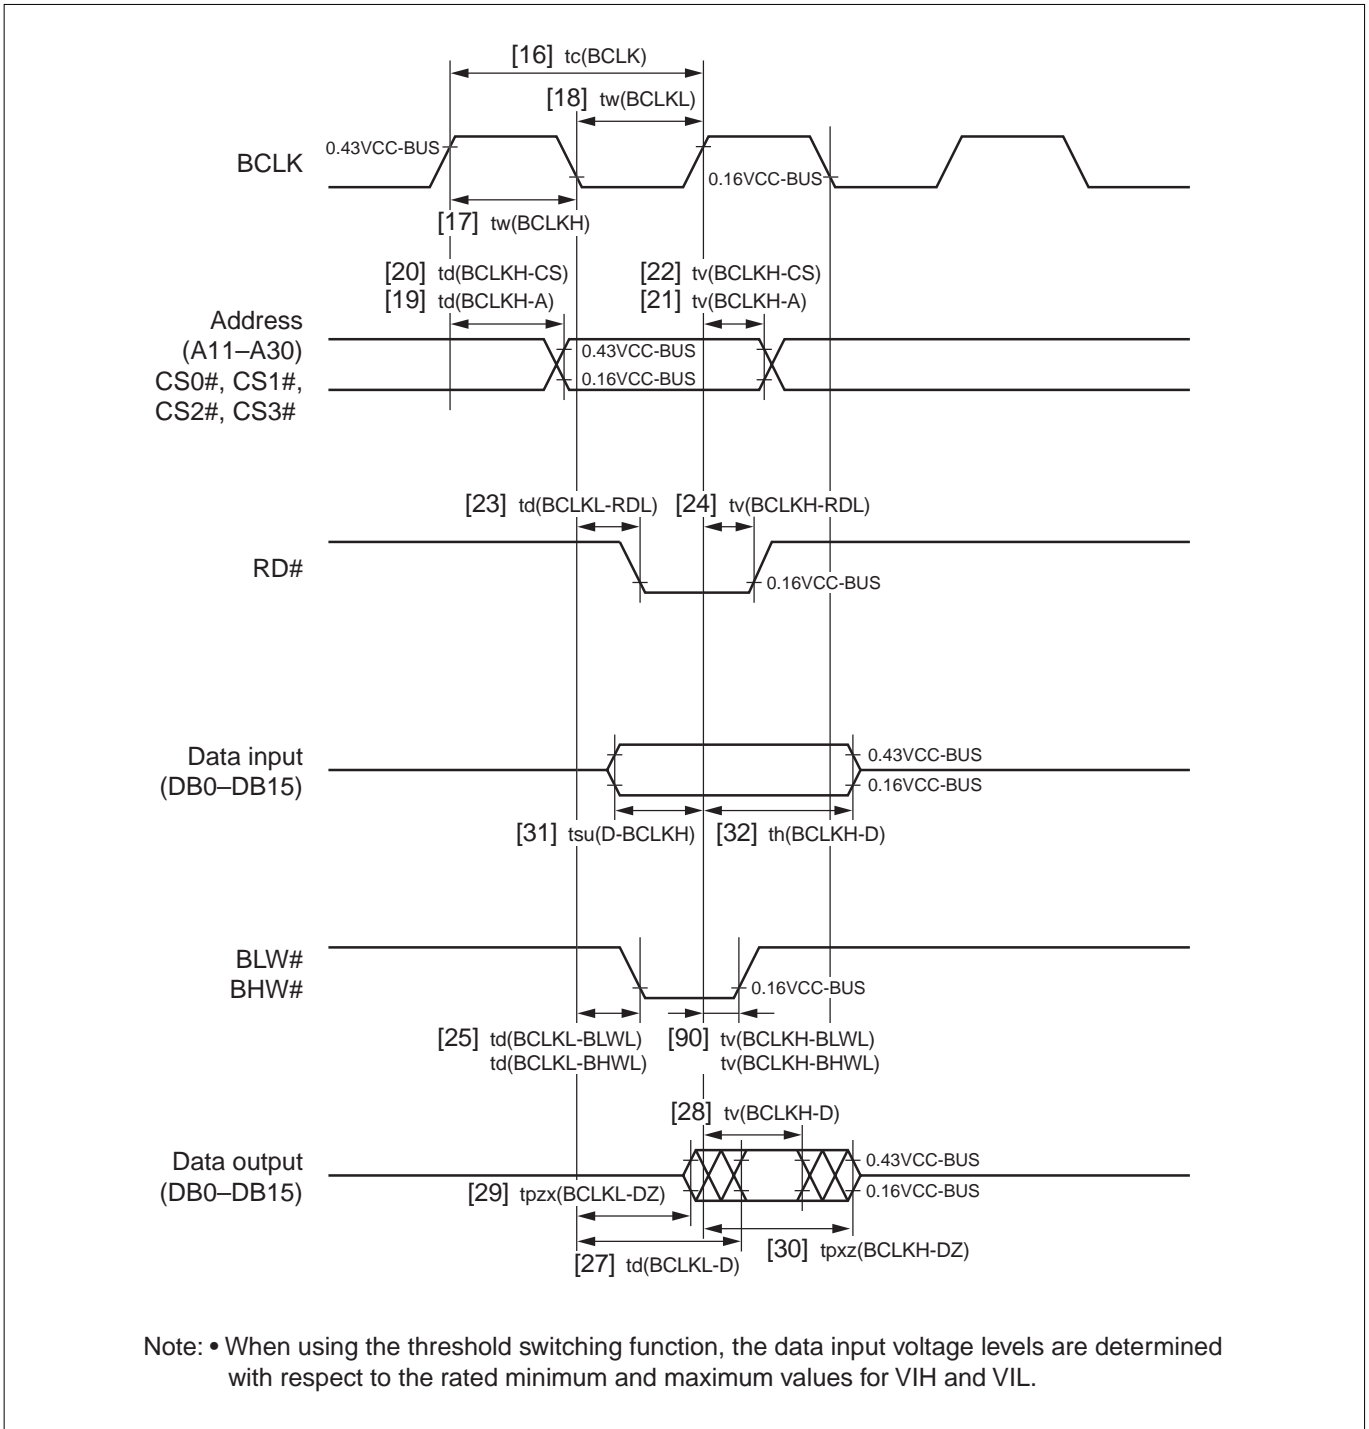 [16] tc(BCLK)
[18] tw(BCLKL)
0.43VCC-BUS
BCLK
0.16VCC-BUS
[17] tw(BCLKH)
[20] td(BCLKH-CS)
[22] tv(BCLKH-CS)
[19] td(BCLKH-A)
[21] tv(BCLKH-A)
Address
(A11–A30)
CS0#, CS1#,
CS2#, CS3#
0.43VCC-BUS
0.16VCC-BUS
[23] td(BCLKL-RDL)
[24] tv(BCLKH-RDL)
RD#
0.16VCC-BUS
Data input
(DB0–DB15)
0.43VCC-BUS
0.16VCC-BUS
[31] tsu(D-BCLKH)
[32] th(BCLKH-D)
BLW#
BHW#
0.16VCC-BUS
[25] td(BCLKL-BLWL)
td(BCLKL-BHWL)
[90] tv(BCLKH-BLWL)
tv(BCLKH-BHWL)
[28] tv(BCLKH-D)
Data output
(DB0–DB15)
0.43VCC-BUS
0.16VCC-BUS
[29] tpzx(BCLKL-DZ)
[30] tpxz(BCLKH-DZ)
[27] td(BCLKL-D)
Note: • When using the threshold switching function, the data input voltage levels are determined
with respect to the rated minimum and maximum values for VIH and VIL.